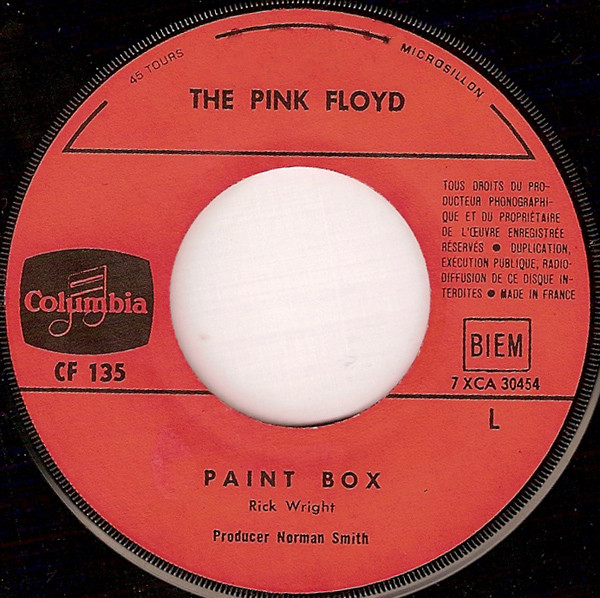 45 TOURS
MICROSILLON
THE PINK FLOYD
TOUS DROITS DU PRO-
DUCTEUR PHONOGRAPHI-
QUE ET DU PROPRIÉTAIRE
DE L'ŒUVRE ENREGISTRÉE
RÉSERVÉS ● DUPLICATION,
EXÉCUTION PUBLIQUE, RADIO-
DIFFUSION DE CE DISQUE IN-
TERDITES ● MADE IN FRANCE
Columbia
CF 135
BIEM
7 XCA 30454
L
PAINT BOX
Rick Wright
Producer Norman Smith